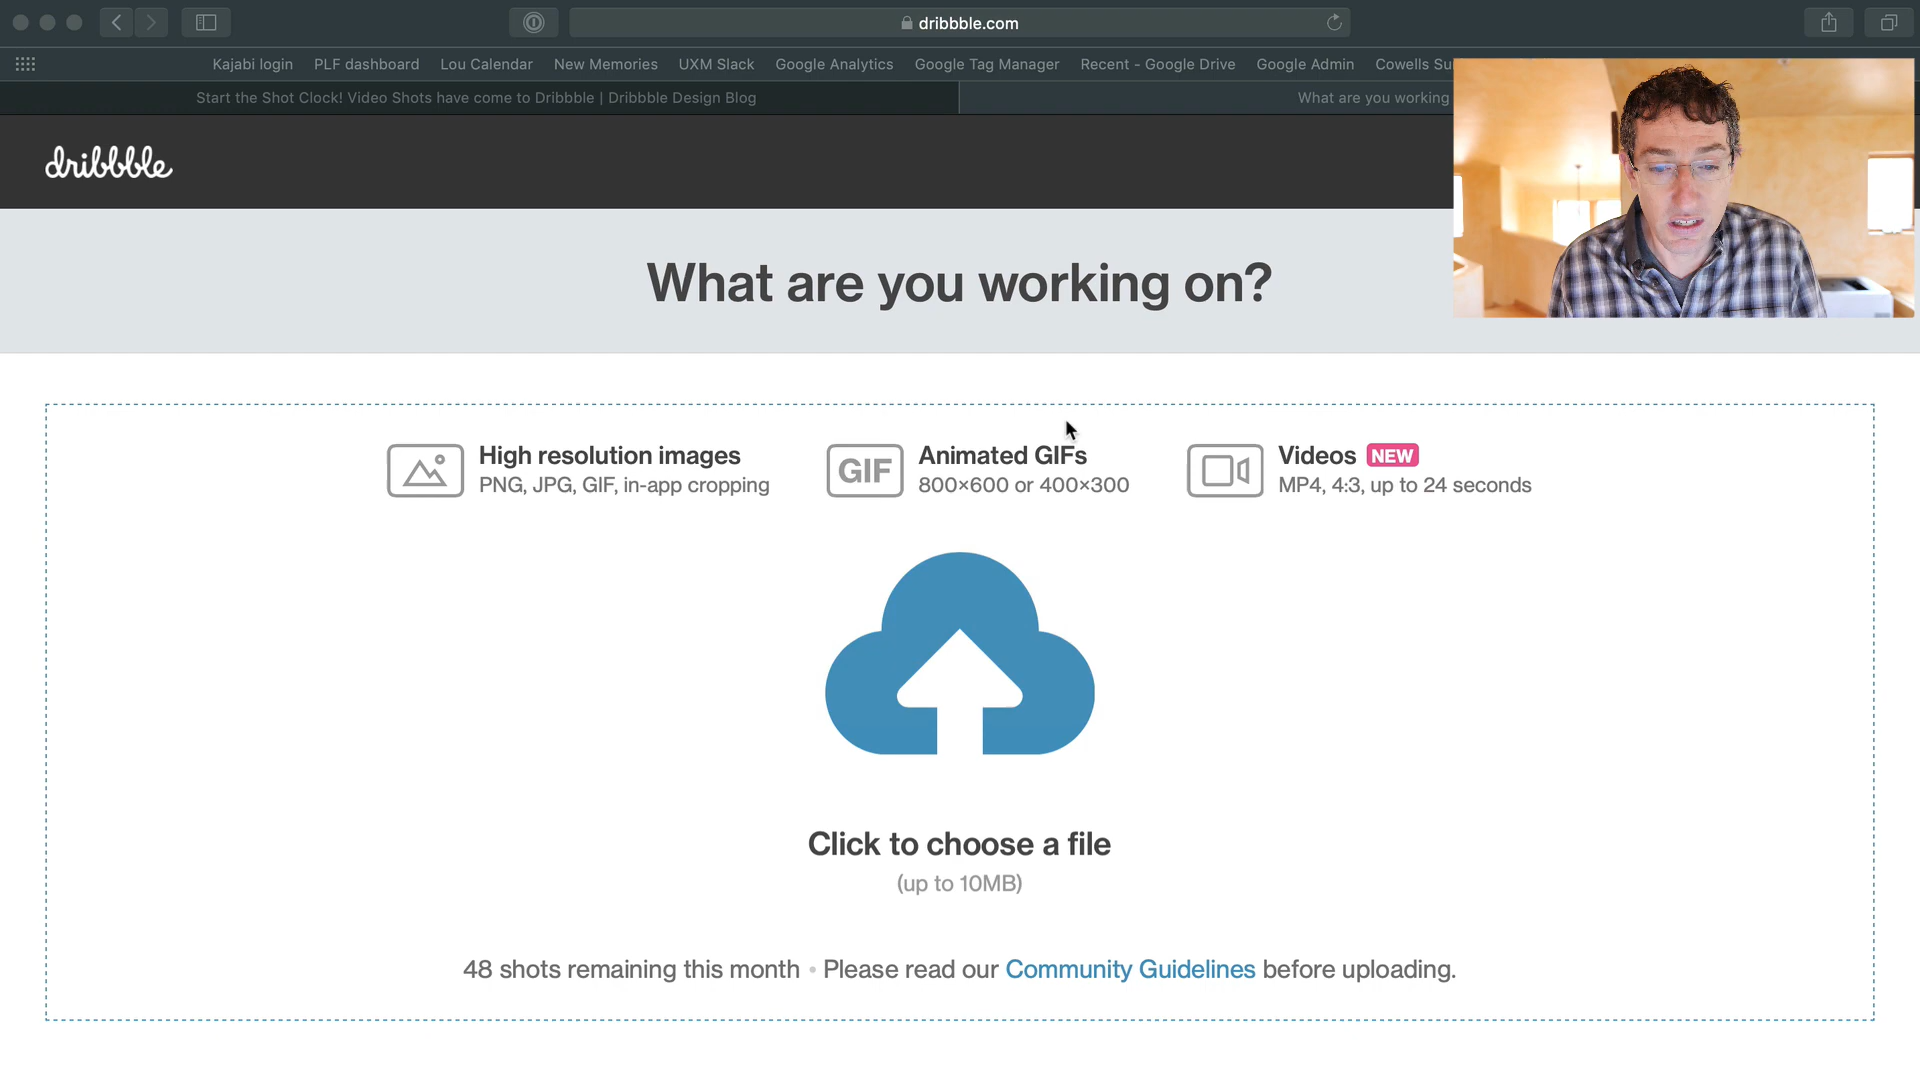 dribbble.com
Kajabi login PLF dashboard Lou Calendar New Memories UXM Slack Google Analytics Google Tag Manager Recent - Google Drive Google Admin Cowells
Start the Shot Clock! Video Shots have come to Dribbble | Dribbble Design Blog What are you working
dribbble
What are you working on?
High resolution images Animated GIFs Videos NEW
PNG, JPG, GIF, in-app cropping GIF 800×600 or 400×300 MP4, 4:3, up to 24 seconds
Click to choose a file
(up to 10MB)
48 shots remaining this month • Please read our Community Guidelines before uploading.